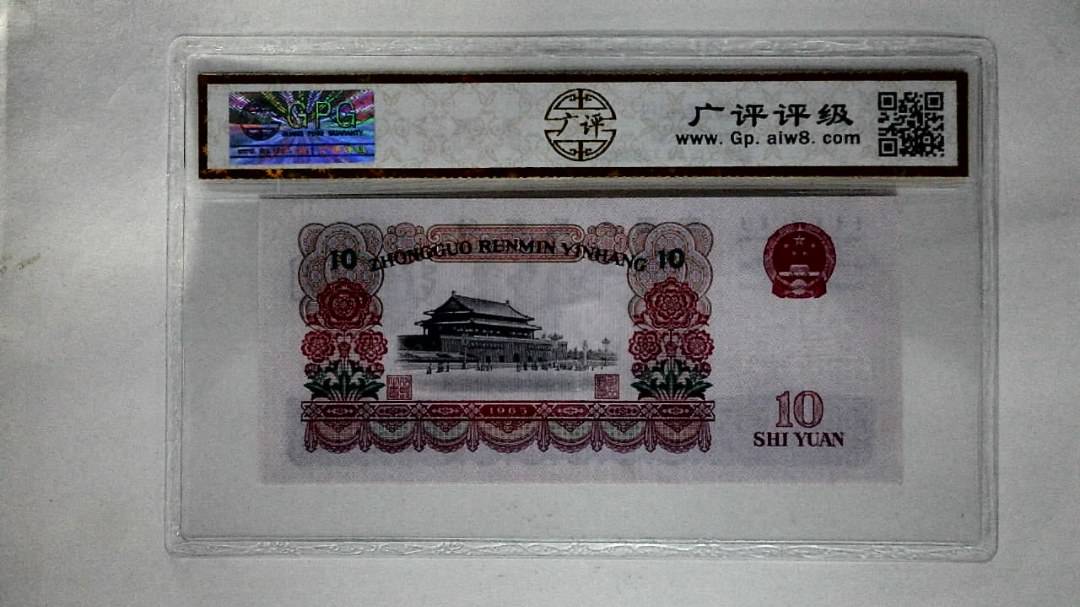 GPG
广评
广评评级
www. Gp. aiw8. com
10 ZHONGGUO RENMIN YINHANG 10
1965
10
SHI YUAN